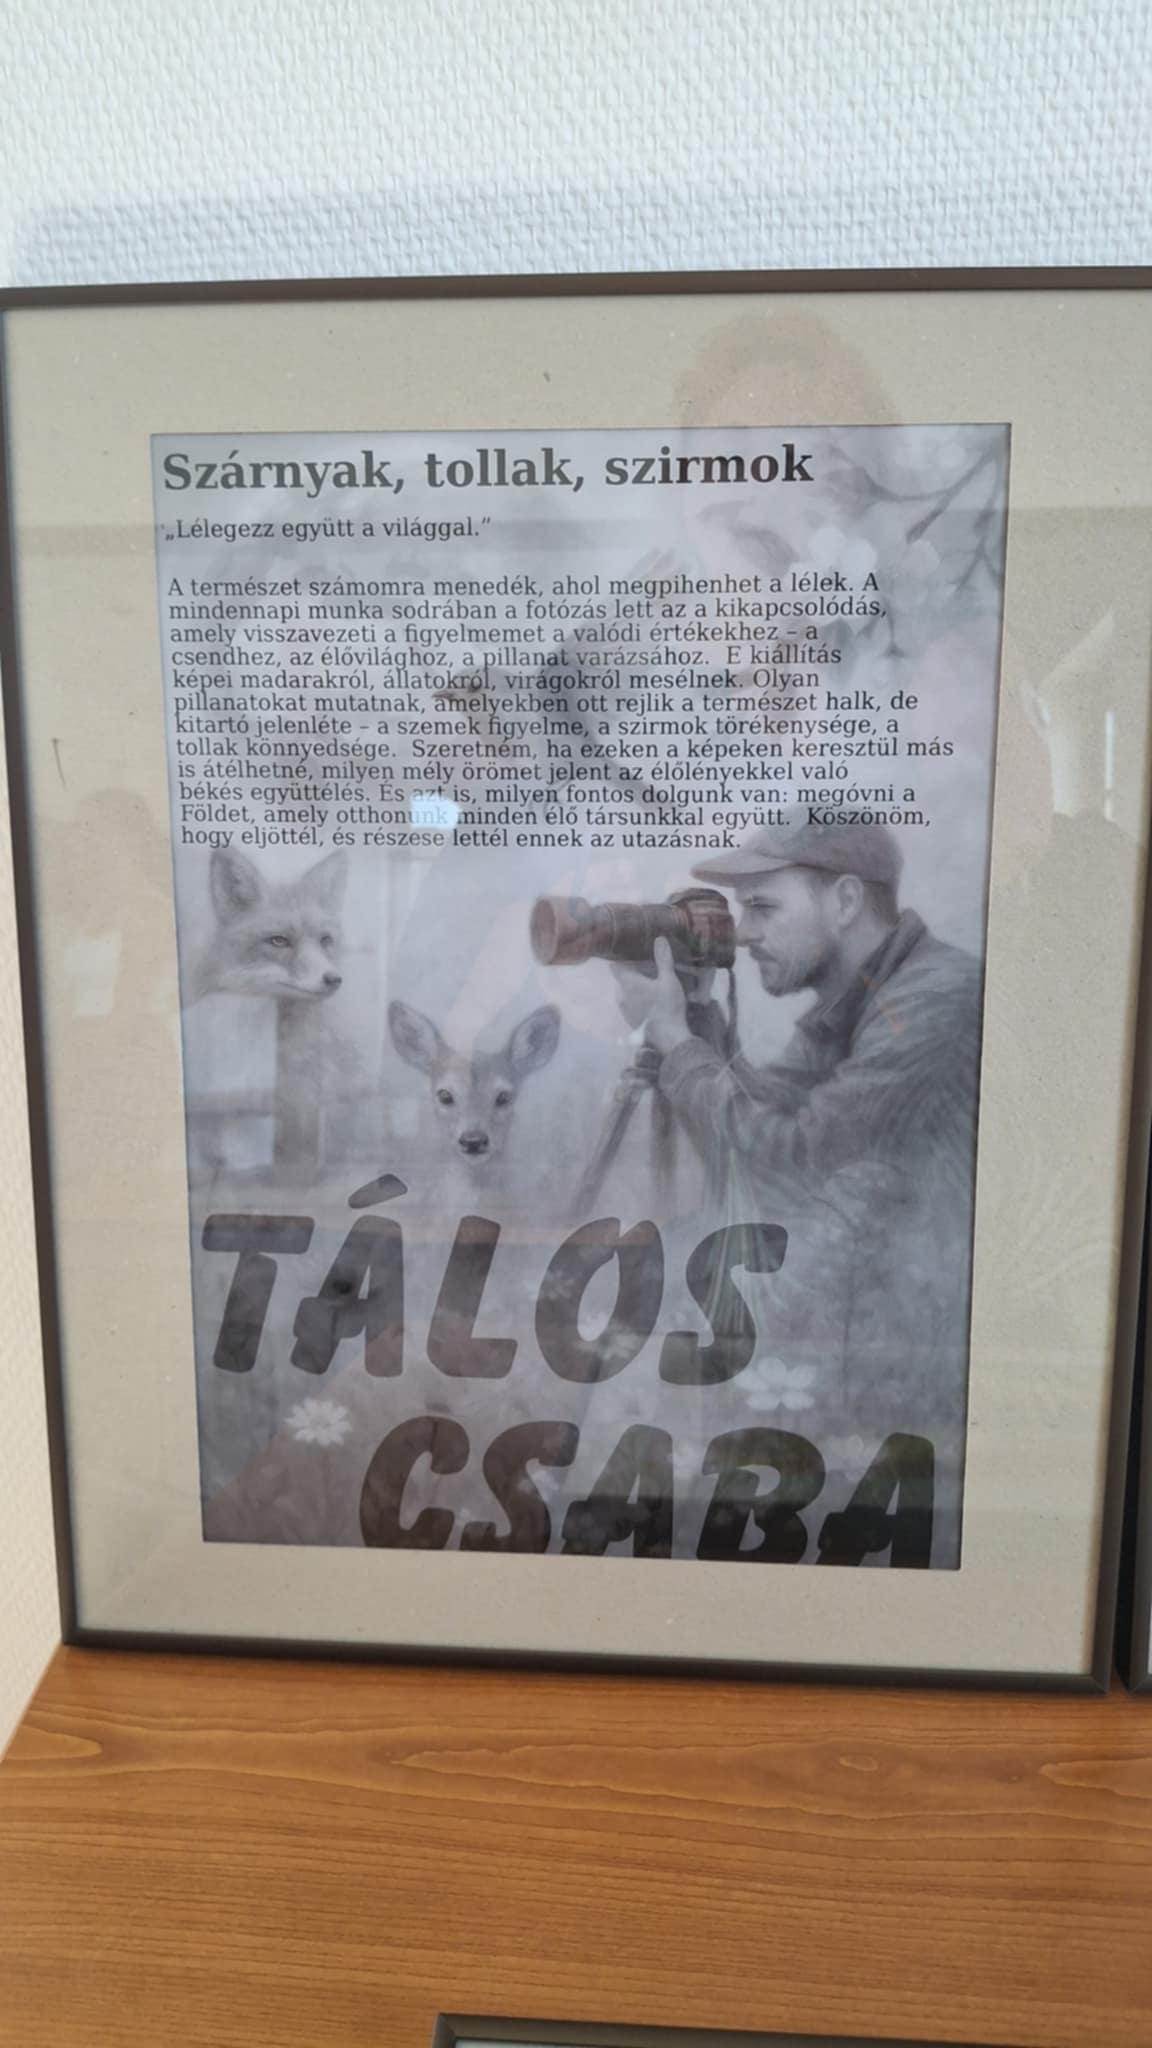 Szárnyak, tollak, szirmok
„Lélegezz együtt a világgal.”
A természet számomra menedék, ahol megpihenhet a lélek. A
mindennapi munka sodrában a fotózás lett az a kikapcsolódás,
amely visszavezeti a figyelmemet a valódi értékekhez – a
csendhez, az élővilághoz, a pillanat varázsához. E kiállítás
képei madarakról, állatokról, virágokról mesélnek. Olyan
pillanatokat mutatnak, amelyekben ott rejlik a természet halk, de
kitartó jelenléte – a szemek figyelme, a szirmok törékenysége, a
tollak könnyedsége. Szeretném, ha ezeken a képeken keresztül más
is átélhetné, milyen mély örömet jelent az élőlényekkel való
békés együttélés. És azt is, milyen fontos dolgunk van: megóvni a
Földet, amely otthonunk minden élő társunkkal együtt. Köszönöm,
hogy eljöttél, és részese lettél ennek az utazásnak.
TÁLOS
CSABA